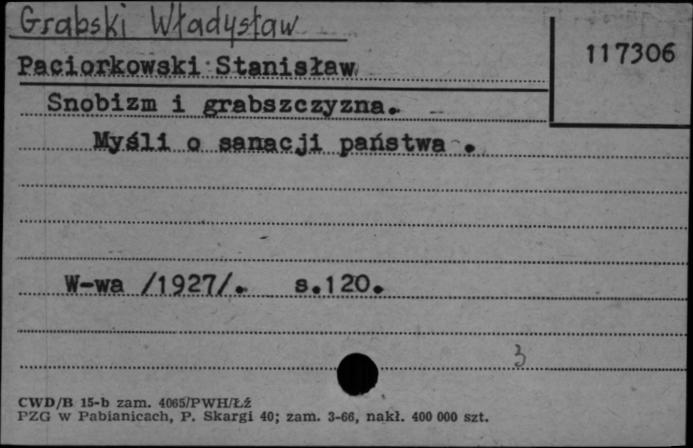 Grabski Władysław
117306
Paciorkowski Stanisław
Snobizm i grabszczyzna.
Myśli o sanacji państwa .
W-wa /1927/. s.120.
3
CWD/B 15-b zam. 4065/PWH/Łź
PZG w Pabianicach, P. Skargi 40; zam. 3-66, nakł. 400 000 szt.